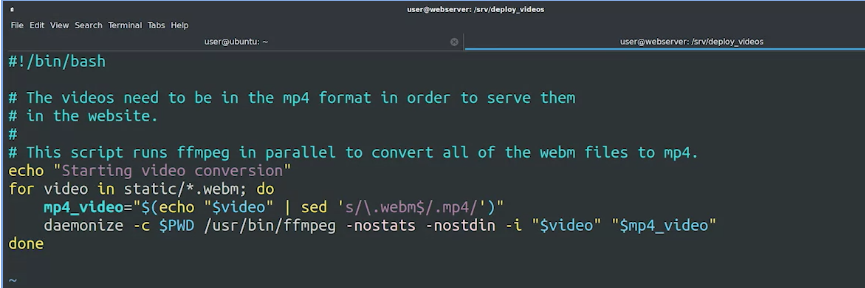 user@webserver: /srv/deploy_videos
File Edit View Search Terminal Tabs Help
user@ubuntu: ~ user@webserver: /srv/deploy_videos
#!/bin/bash
# The videos need to be in the mp4 format in order to serve them
# in the website.
#
# This script runs ffmpeg in parallel to convert all of the webm files to mp4.
echo "Starting video conversion"
for video in static/*.webm; do
    mp4_video="$(echo "$video" | sed 's/\.webm$/.mp4/')"
    daemonize -c $PWD /usr/bin/ffmpeg -nostats -nostdin -i "$video" "$mp4_video"
done
~